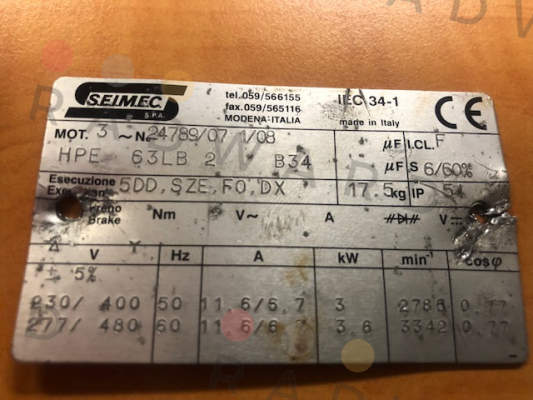 SEIMEC
S.P.A.
tel. 059/566155
fax. 059/565116
MODENA-ITALIA
IEC 34-1
made in Italy
CE
MOT. 3 ~ No 24789/07 1/08
µF I.CL. F
HPE 63LB 2 B34
µF S 6/60%
Esecuzione 5DD, SZE, FO, DX 17.5 kg IP 5
Freno
Brake Nm V~ A V=
Δ Y
V Hz A kW min-1 cosφ
± 5%
230/ 400 50 11.6/6.7 3 2786 0.77
277/ 480 60 11.6/6.7 3.6 3342 0.77